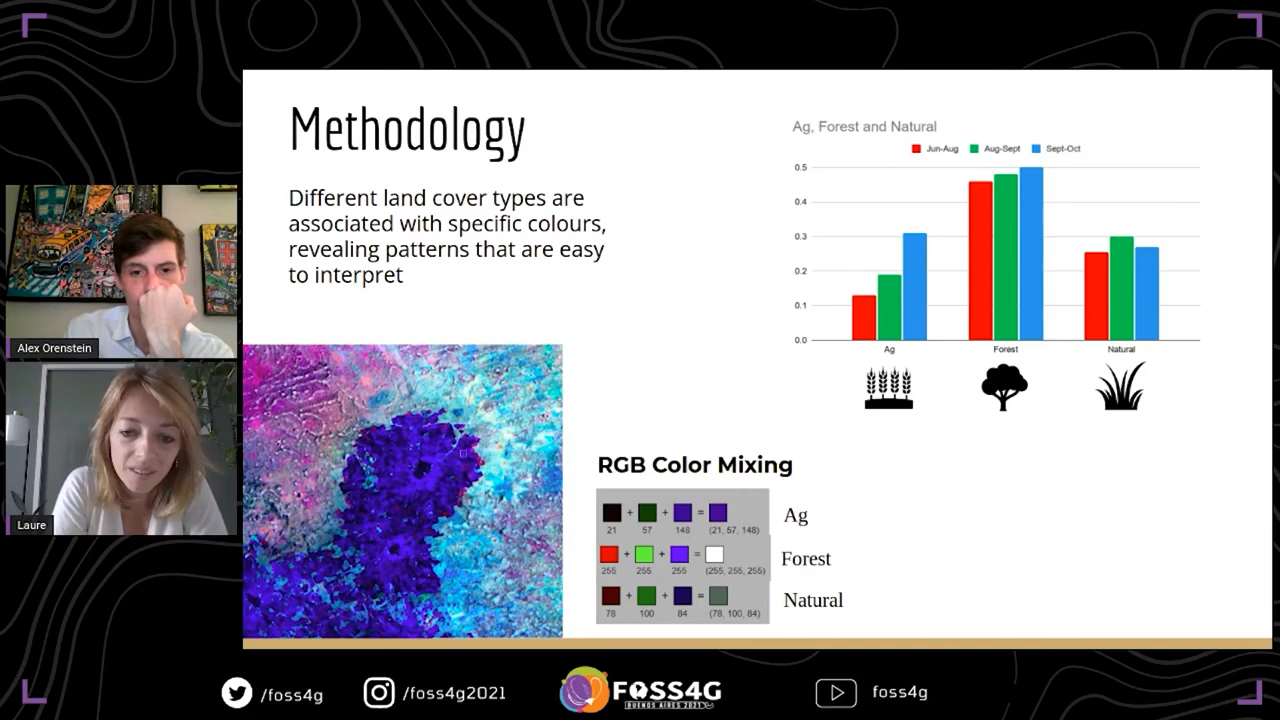 Methodology
Different land cover types are
associated with specific colours,
revealing patterns that are easy
to interpret
Ag, Forest and Natural
Jun-Aug Aug-Sept Sept-Oct
0.5
0.4
0.3
0.2
0.1
0.0
Ag Forest Natural
Alex Orenstein
Laure
RGB Color Mixing
+ + =
21 57 148 (21, 57, 148)
Ag
+ + =
255 255 255 (255, 255, 255)
Forest
+ + =
78 100 84 (78, 100, 84)
Natural
/foss4g
/foss4g2021
FOSS4G
BUENOS AIRES 2021
foss4g